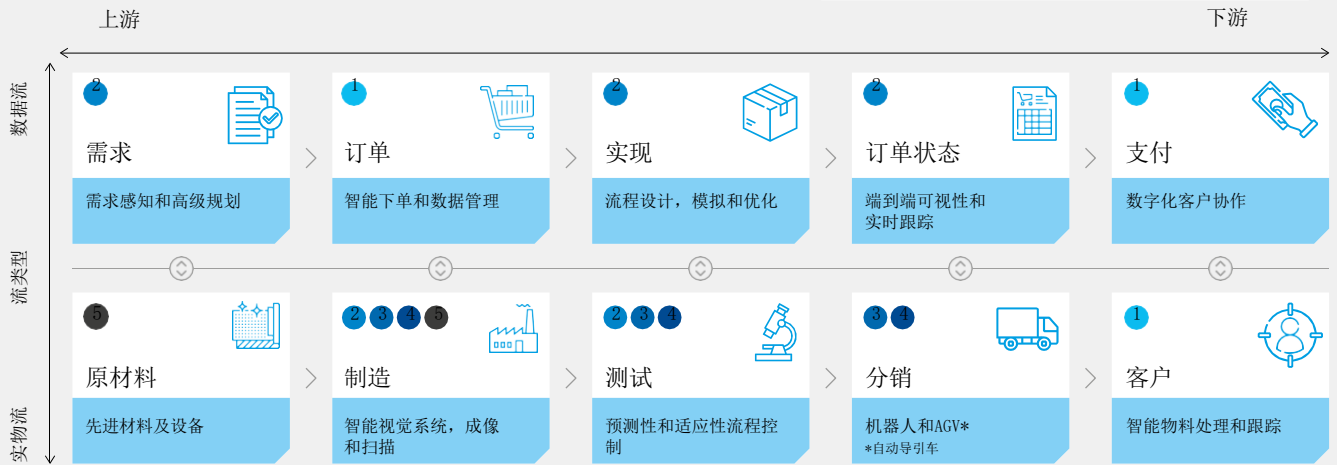 上游
下游
数据流
2
需求
需求感知和高级规划
1
订单
智能下单和数据管理
2
实现
流程设计，模拟和优化
2
订单状态
端到端可视性和
实时跟踪
1
支付
数字化客户协作
流类型
实物流
5
原材料
先进材料及设备
2 3 4 5
制造
智能视觉系统，成像
和扫描
2 3 4
测试
预测性和适应性流程控
制
3 4
分销
机器人和AGV*
*自动导引车
1
客户
智能物料处理和跟踪